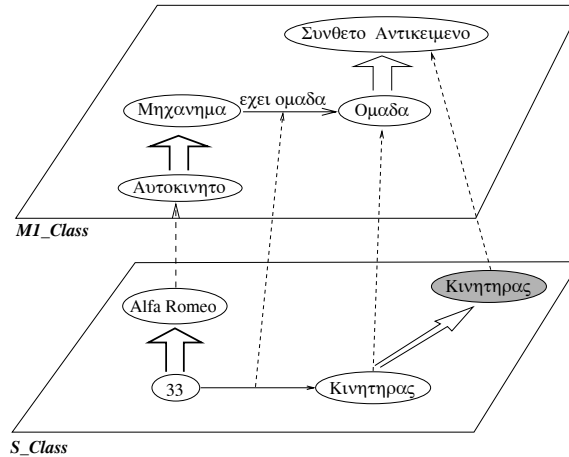 Συνθετο Αντικειμενο
Μηχανημα
εχει ομαδα
Ομαδα
Αυτοκινητο
M1_Class
Κινητηρας
Alfa Romeo
33
Κινητηρας
S_Class